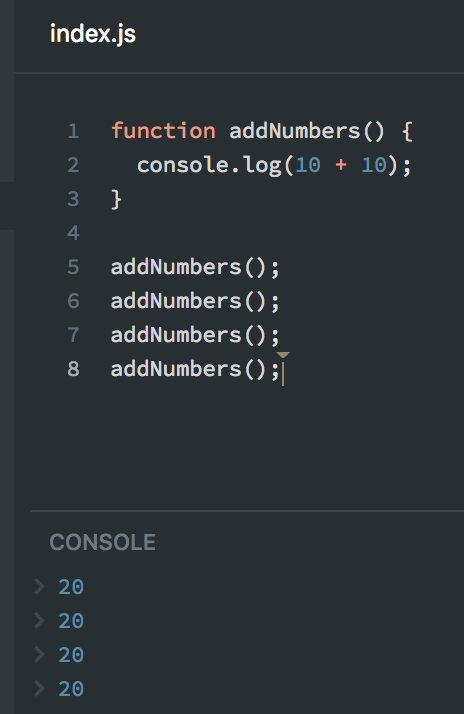 index.js
1 function addNumbers() {
2   console.log(10 + 10);
3 }
4
5 addNumbers();
6 addNumbers();
7 addNumbers();
8 addNumbers();
CONSOLE
> 20
> 20
> 20
> 20